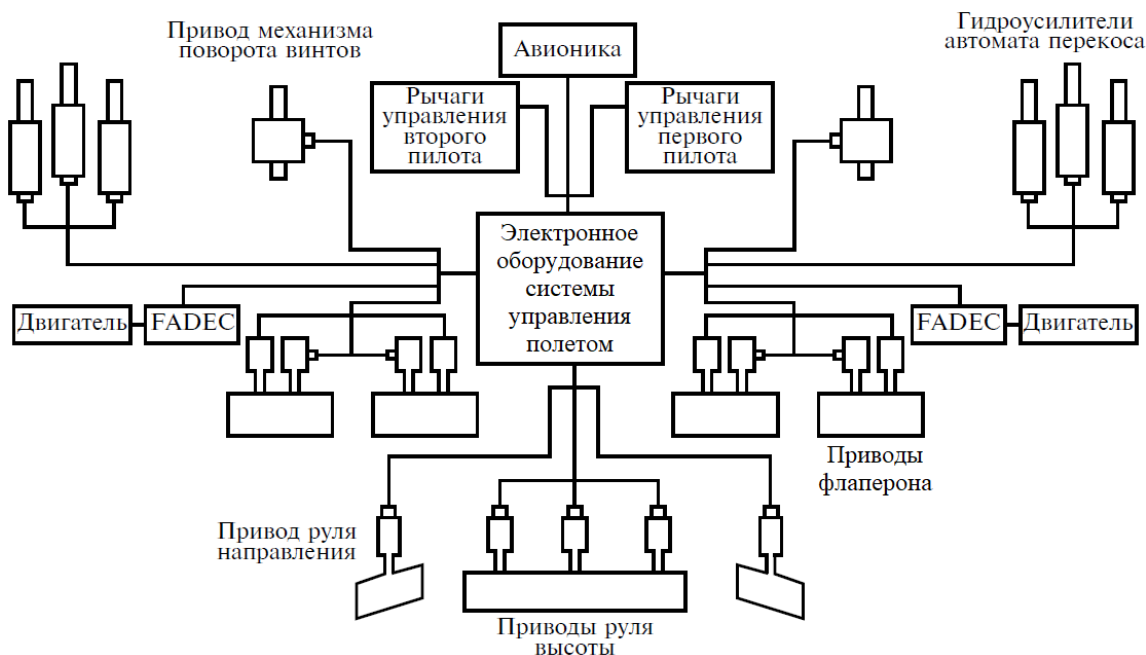 Привод механизма
поворота винтов
Авионика
Гидроусилители
автомата перекоса
Рычаги
управления
второго
пилота
Рычаги
управления
первого
пилота
Электронное
оборудование
системы
управления
полетом
Двигатель
FADEC
FADEC
Двигатель
Приводы
флаперона
Привод руля
направления
Приводы руля
высоты